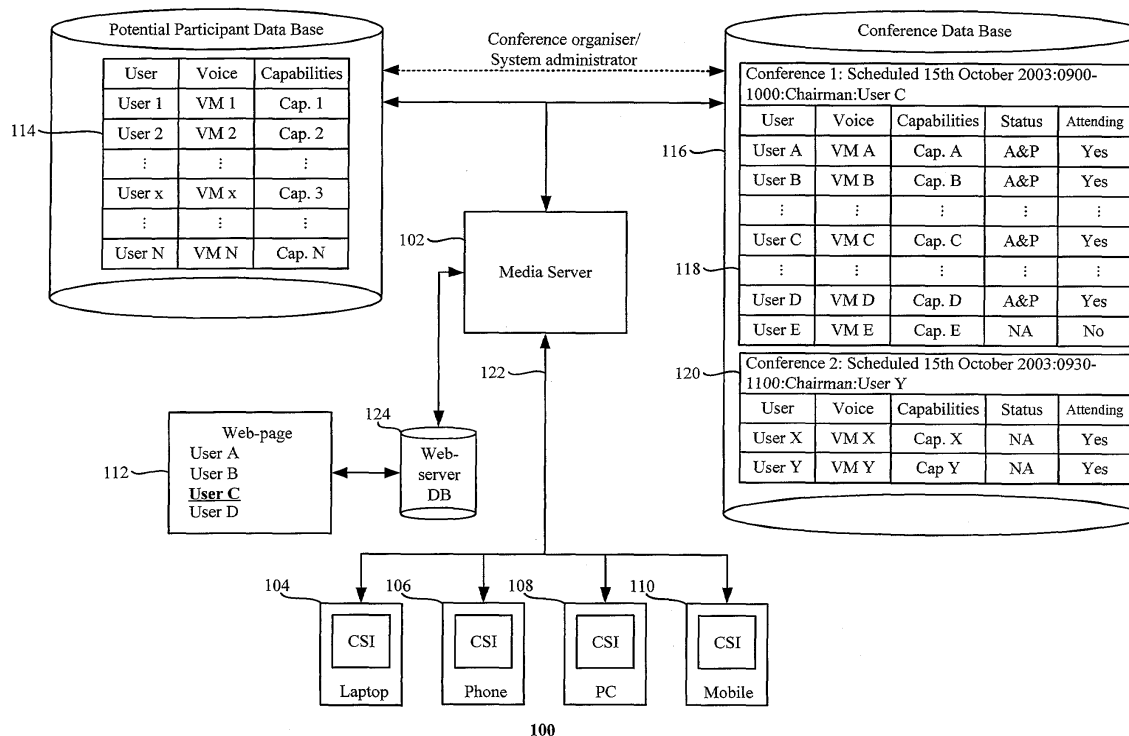 Potential Participant Data Base
User Voice Capabilities
User 1 VM 1 Cap. 1
User 2 VM 2 Cap. 2
⋮ ⋮ ⋮
User x VM x Cap. 3
⋮ ⋮ ⋮
User N VM N Cap. N
114
Conference organiser/
System administrator
Conference Data Base
Conference 1: Scheduled 15th October 2003:0900-
1000:Chairman:User C
User Voice Capabilities Status Attending
User A VM A Cap. A A&P Yes
User B VM B Cap. B A&P Yes
⋮ ⋮ ⋮ ⋮ ⋮
User C VM C Cap. C A&P Yes
⋮ ⋮ ⋮ ⋮ ⋮
User D VM D Cap. D A&P Yes
User E VM E Cap. E NA No
116
118
Conference 2: Scheduled 15th October 2003:0930-
1100:Chairman:User Y
User Voice Capabilities Status Attending
User X VM X Cap. X NA Yes
User Y VM Y Cap Y NA Yes
120
102
Media Server
122
124
Web-
server
DB
112
Web-page
User A
User B
User C
User D
104
CSI
Laptop
106
CSI
Phone
108
CSI
PC
110
CSI
Mobile
100